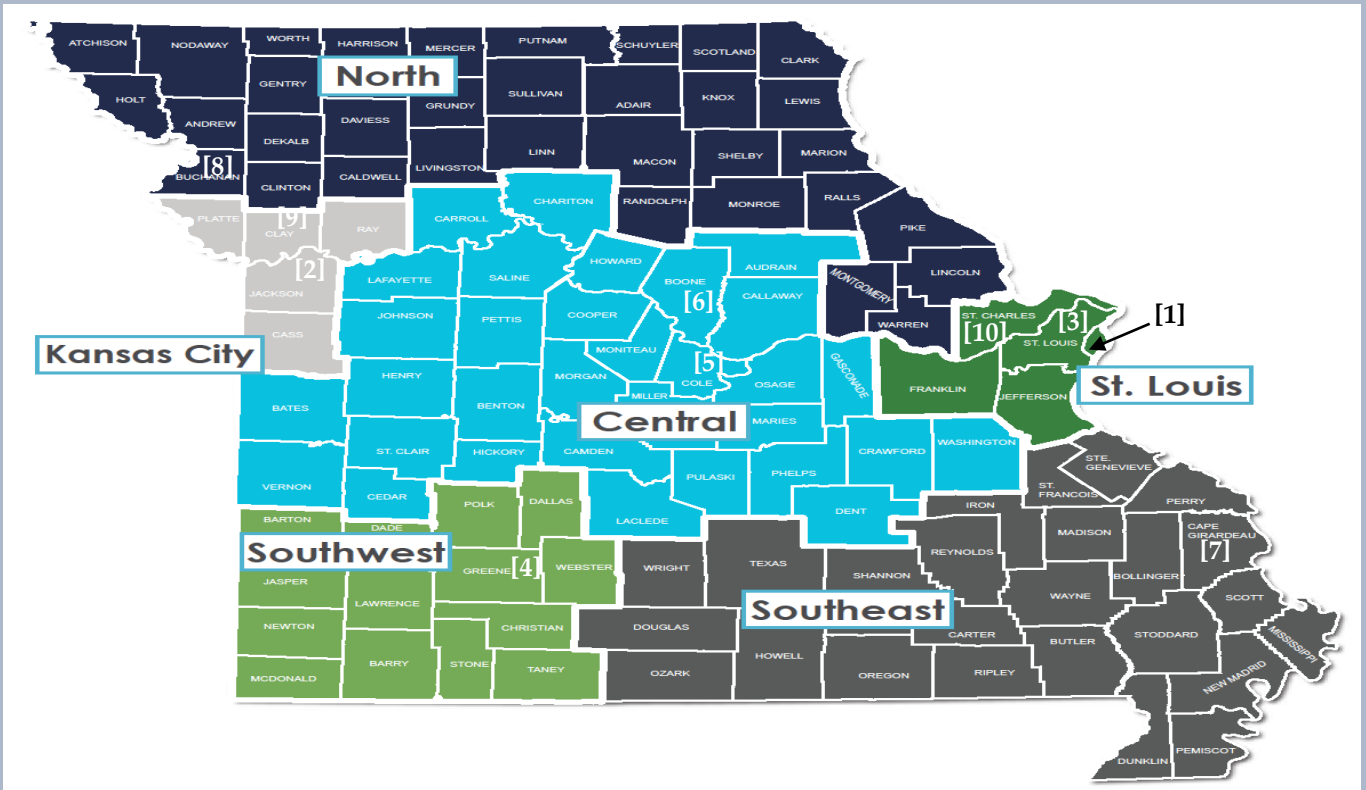 ATCHISON
NODAWAY
WORTH
HARRISON
MERCER
PUTNAM
SCHUYLER
SCOTLAND
CLARK
North
GENTRY
HOLT
SULLIVAN
GRUNDY
ADAIR
KNOX
LEWIS
ANDREW
DAVIESS
DEKALB
LINN
MACON
SHELBY
MARION
[8]
BUCHANAN
CLINTON
CALDWELL
LIVINGSTON
CHARITON
RANDOLPH
MONROE
RALLS
PLATTE
[9]
CLAY
RAY
CARROLL
PIKE
HOWARD
AUDRAIN
[2]
LAFAYETTE
SALINE
BOONE
MONTGOMERY
LINCOLN
JACKSON
[6]
CALLAWAY
JOHNSON
PETTIS
COOPER
WARREN
ST. CHARLES
[10]
[3]
[1]
CASS
MONITEAU
ST. LOUIS
Kansas City
HENRY
MORGAN
[5]
COLE
OSAGE
GASCONADE
FRANKLIN
St. Louis
BATES
BENTON
MILLER
JEFFERSON
Central
MARIES
ST. CLAIR
HICKORY
CAMDEN
CRAWFORD
WASHINGTON
VERNON
CEDAR
PULASKI
PHELPS
STE.
GENEVIEVE
ST.
FRANCOIS
POLK
DALLAS
LACLEDE
DENT
IRON
PERRY
BARTON
DADE
MADISON
CAPE
GIRARDEAU
[7]
Southwest
GREENE
[4]
WEBSTER
WRIGHT
TEXAS
SHANNON
REYNOLDS
BOLLINGER
JASPER
LAWRENCE
Southeast
WAYNE
SCOTT
NEWTON
CHRISTIAN
DOUGLAS
CARTER
BUTLER
STODDARD
MISSISSIPPI
BARRY
STONE
TANEY
OZARK
HOWELL
OREGON
RIPLEY
MCDONALD
NEW MADRID
DUNKLIN
PEMISCOT